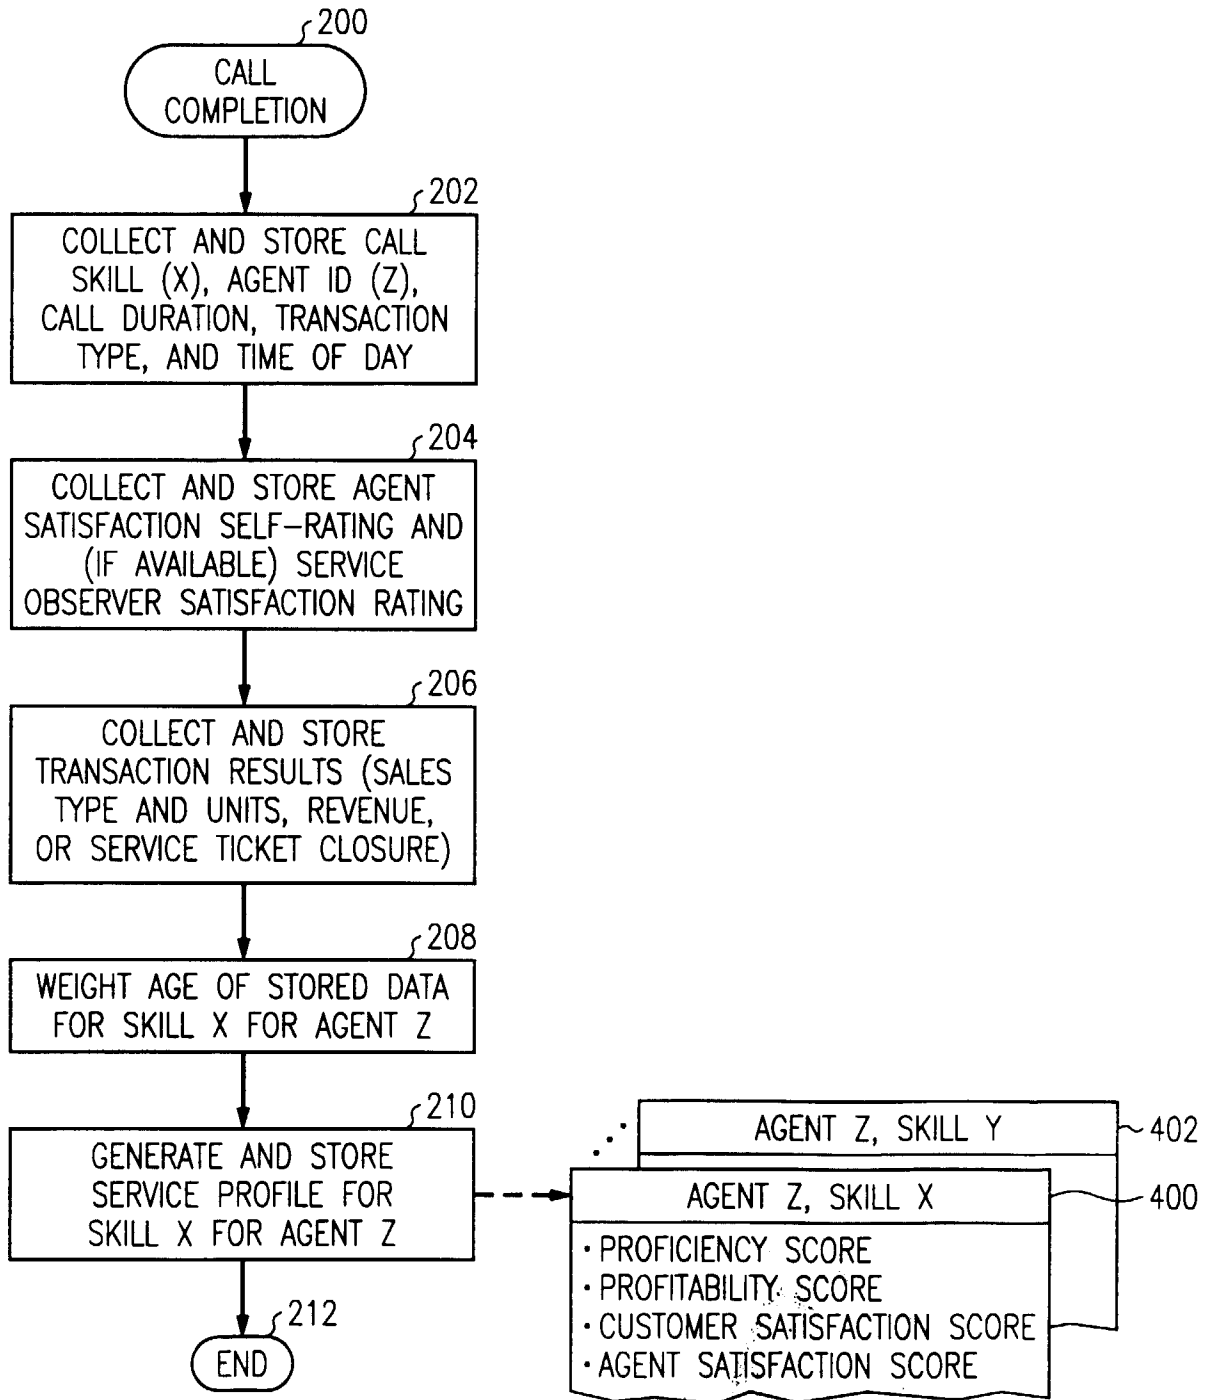 200
CALL
COMPLETION
202
COLLECT AND STORE CALL
SKILL (X), AGENT ID (Z),
CALL DURATION, TRANSACTION
TYPE, AND TIME OF DAY
204
COLLECT AND STORE AGENT
SATISFACTION SELF-RATING AND
(IF AVAILABLE) SERVICE
OBSERVER SATISFACTION RATING
206
COLLECT AND STORE
TRANSACTION RESULTS (SALES
TYPE AND UNITS, REVENUE,
OR SERVICE TICKET CLOSURE)
208
WEIGHT AGE OF STORED DATA
FOR SKILL X FOR AGENT Z
210
GENERATE AND STORE
SERVICE PROFILE FOR
SKILL X FOR AGENT Z
212
END
AGENT Z, SKILL Y
402
AGENT Z, SKILL X
400
· PROFICIENCY SCORE
· PROFITABILITY SCORE
· CUSTOMER SATISFACTION SCORE
· AGENT SATISFACTION SCORE